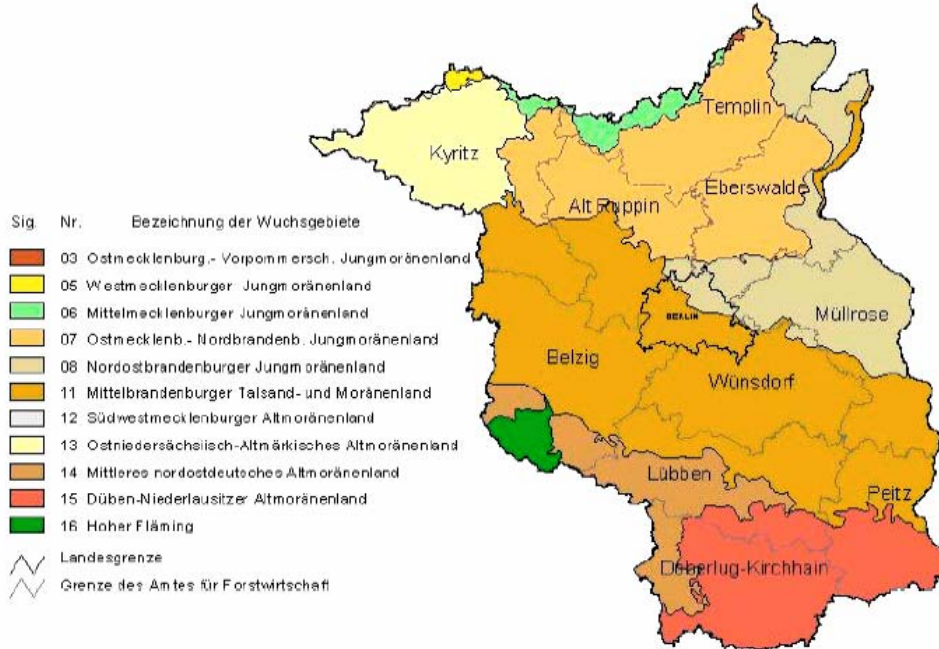 Templin
Kyritz
Eberswalde
Alt Ruppin
Sig. Nr. Bezeichnung der Wuchsgebiete
03 Ostmecklenburg.- Vorpommersch. Jungmoränenland
05 Westmecklenburger Jungmoränenland
06 Mittelmecklenburger Jungmoränenland
07 Ostmecklenb.- Nordbrandenb. Jungmoränenland
08 Nordostbrandenburger Jungmoränenland
11 Mittelbrandenburger Talsand- und Moränenland
12 Südwestmecklenburger Altmoränenland
13 Ostniedersächsiisch-Altmärkisches Altmoränenland
14 Mittleres nordostdeutsches Altmoränenland
15 Düben-Niederlausitzer Altmoränenland
16 Hoher Fläming
Landesgrenze
Grenze des Amtes für Forstwirtschaft
BERLIN
Müllrose
Belzig
Wünsdorf
Lübben
Peitz
Doberlug-Kirchhain